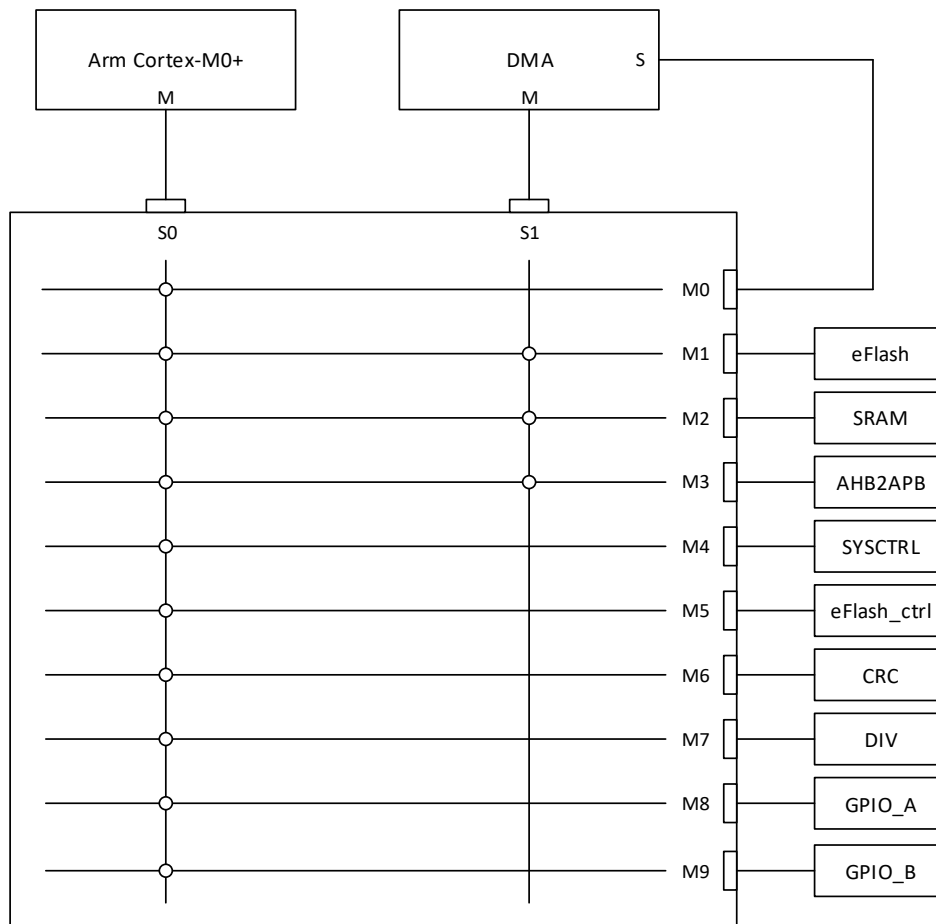 Arm Cortex-M0+
M
DMA
S
M
S0
S1
M0
M1
eFlash
M2
SRAM
M3
AHB2APB
M4
SYSCTRL
M5
eFlash_ctrl
M6
CRC
M7
DIV
M8
GPIO_A
M9
GPIO_B